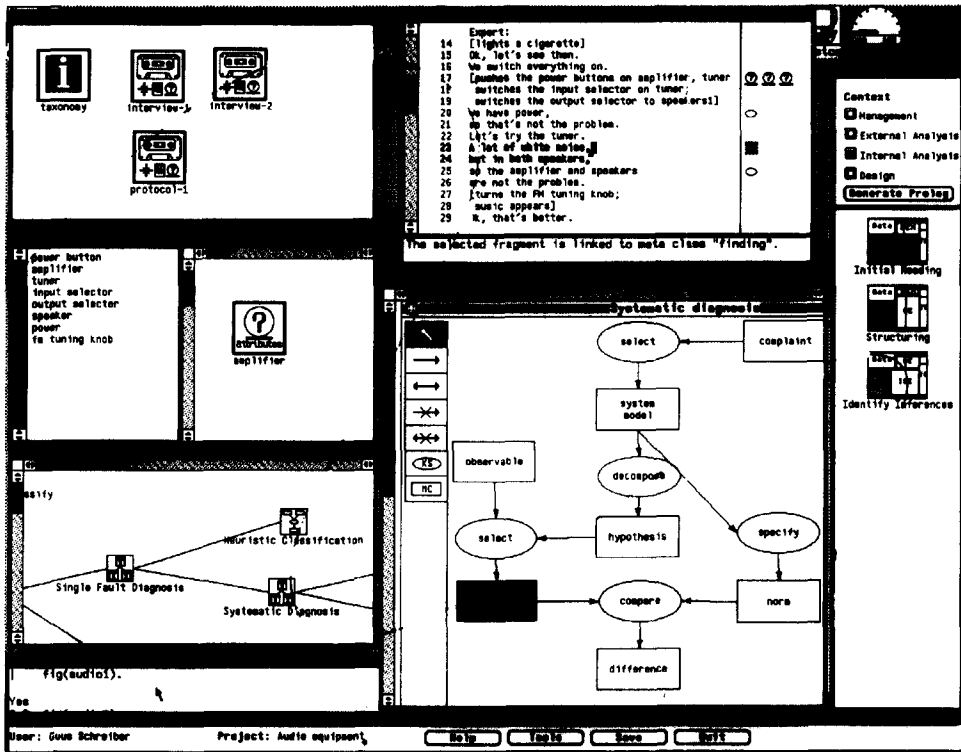 taxonomy
interview-1
interview-2
protocol-1
Expert:
14 [lights a cigarette]
15 Ok, let's see then.
16 We switch everything on.
17 [pushes the power buttons on amplifier, tuner
18 switches the input selector on tuner;
19 switches the output selector to speakers1]
20 We have power,
21 so that's not the problem.
22 Let's try the tuner.
23 A lot of white noise,
24 but in both speakers,
25 so the amplifier and speakers
26 are not the problem.
27 [turns the FM tuning knob;
28 music appears]
29 Ok, that's better.
The selected fragment is linked to meta class "finding".
Context
Management
External Analysis
Internal Analysis
Design
Generate Prolog
Data
Initial Reading
Structuring
Data
Identify Inferences
power button
amplifier
tuner
input selector
output selector
speaker
power
fm tuning knob
Attributes
amplifier
Systematic diagnosis
select
complaint
system
model
KS
MC
observable
decompose
select
hypothesis
specify
compare
norm
difference
ssify
Heuristic Classification
Single Fault Diagnosis
Systematic Diagnosis
| fig(audio1).
Yes
User: Guus Schreiber
Project: Audio equipment
Help
Save
Quit